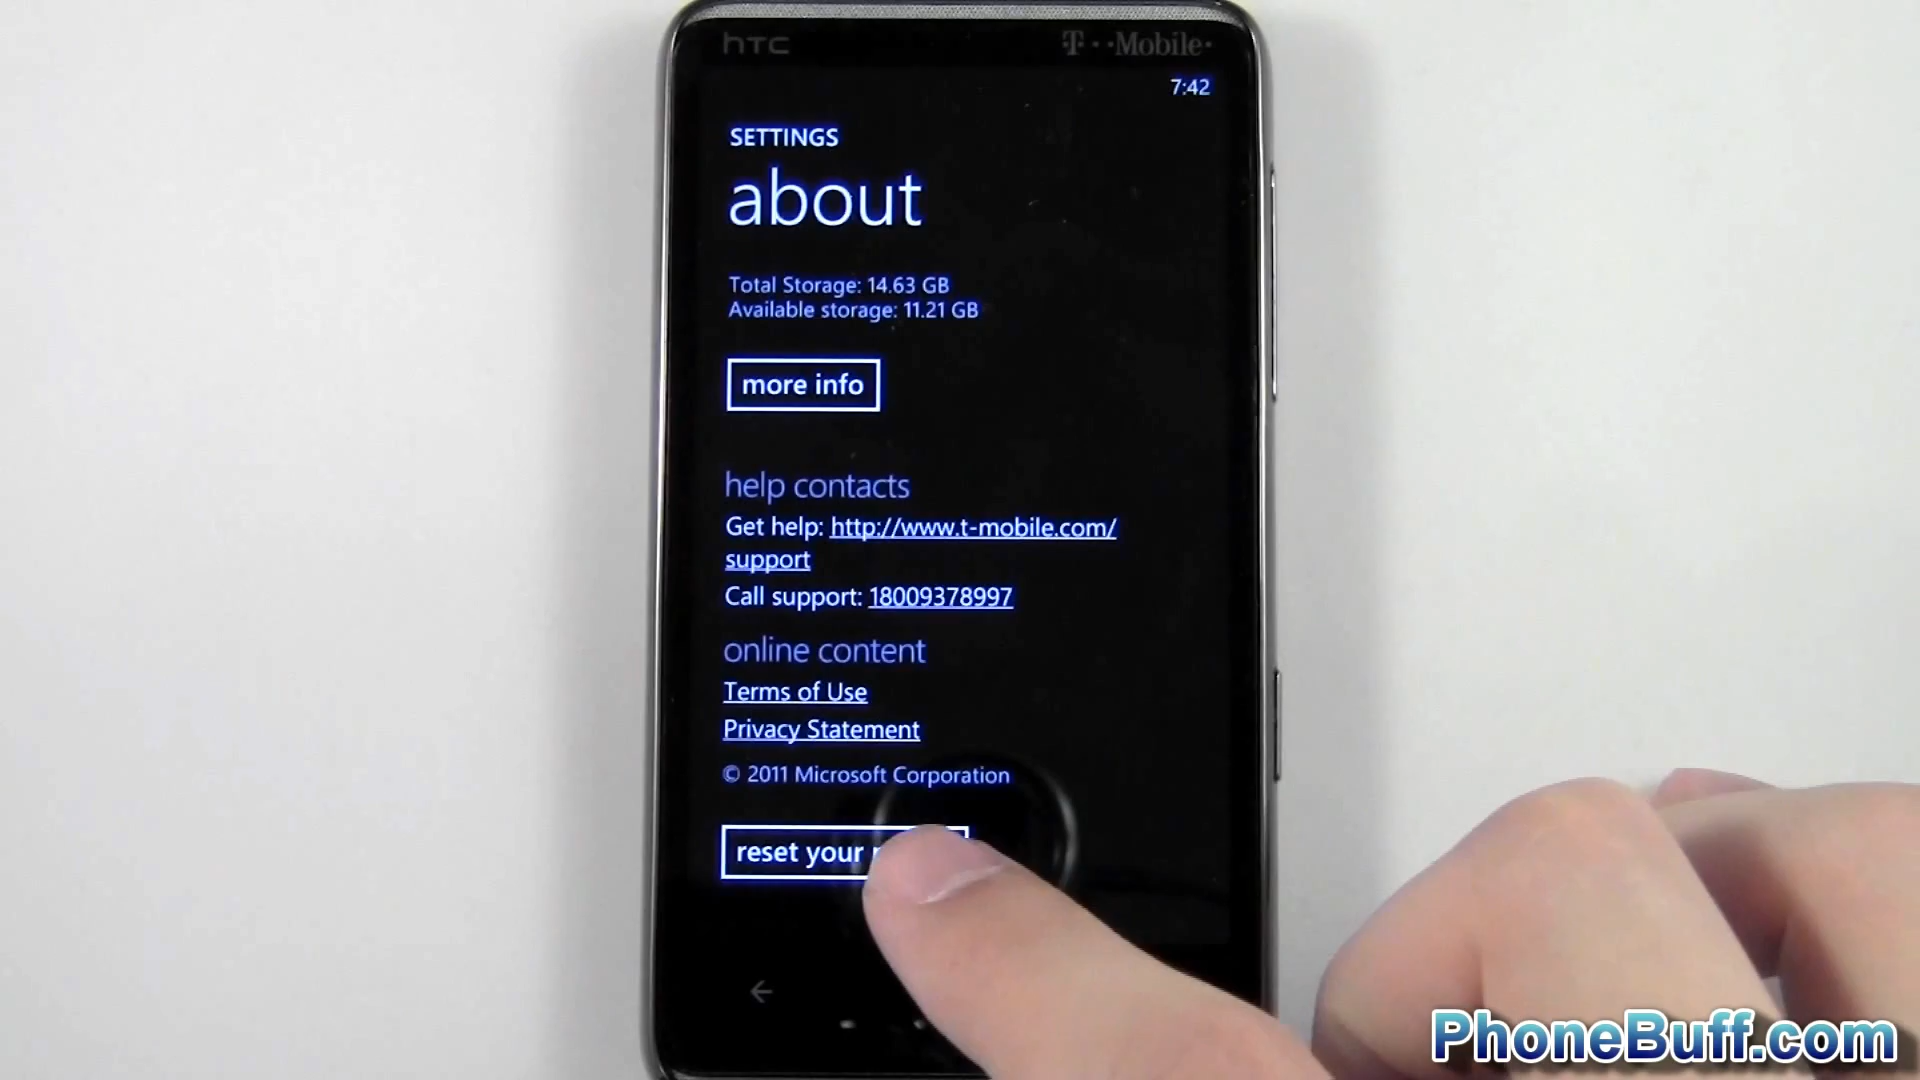 hTC T··Mobile·
7:42
SETTINGS
about
Total Storage: 14.63 GB
Available storage: 11.21 GB
more info
help contacts
Get help: http://www.t-mobile.com/
support
Call support: 18009378997
online content
Terms of Use
Privacy Statement
© 2011 Microsoft Corporation
reset your
PhoneBuff.com